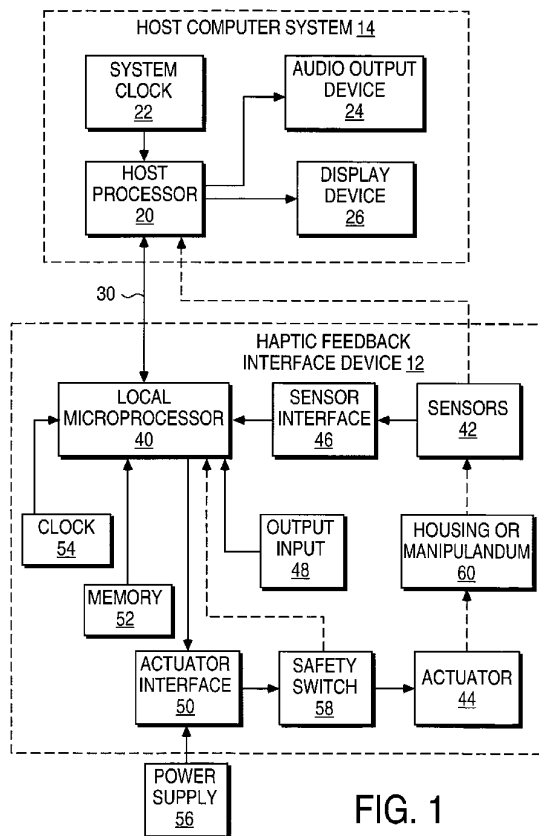 HOST COMPUTER SYSTEM 14
SYSTEM
CLOCK
22
AUDIO OUTPUT
DEVICE
24
HOST
PROCESSOR
20
DISPLAY
DEVICE
26
30
HAPTIC FEEDBACK
INTERFACE DEVICE 12
LOCAL
MICROPROCESSOR
40
SENSOR
INTERFACE
46
SENSORS
42
CLOCK
54
OUTPUT
INPUT
48
HOUSING OR
MANIPULANDUM
60
MEMORY
52
ACTUATOR
INTERFACE
50
SAFETY
SWITCH
58
ACTUATOR
44
POWER
SUPPLY
56
FIG. 1